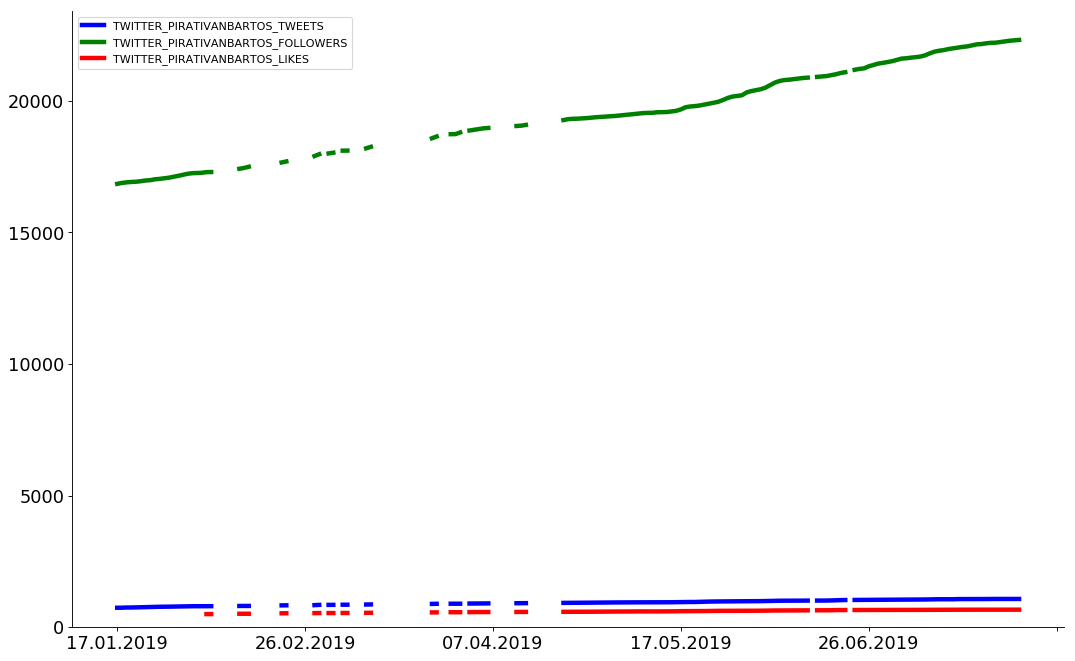 TWITTER_PIRATIVANBARTOS_TWEETS
TWITTER_PIRATIVANBARTOS_FOLLOWERS
TWITTER_PIRATIVANBARTOS_LIKES
20000
15000
10000
5000
0
17.01.2019 26.02.2019 07.04.2019 17.05.2019 26.06.2019